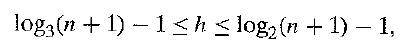 log₃(n + 1) − 1 ≤ h ≤ log₂(n + 1) − 1,